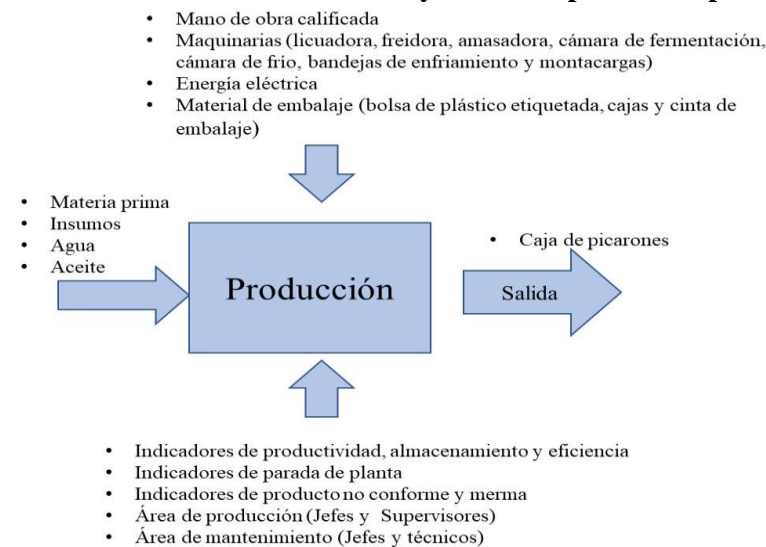 • Mano de obra calificada
• Maquinarias (licuadora, freidora, amasadora, cámara de fermentación,
cámara de frío, bandejas de enfriamiento y montacargas)
• Energía eléctrica
• Material de embalaje (bolsa de plástico etiquetada, cajas y cinta de
embalaje)
• Materia prima
• Insumos
• Agua
• Aceite
Producción
• Caja de picarones
Salida
• Indicadores de productividad, almacenamiento y eficiencia
• Indicadores de parada de planta
• Indicadores de producto no conforme y merma
• Área de producción (Jefes y Supervisores)
• Área de mantenimiento (Jefes y técnicos)